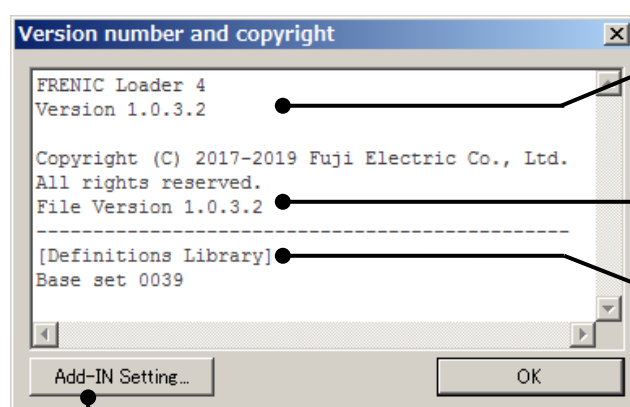 Version number and copyright
FRENIC Loader 4
Version 1.0.3.2
Copyright (C) 2017-2019 Fuji Electric Co., Ltd.
All rights reserved.
File Version 1.0.3.2
------------------------------------------------
[Definitions Library]
Base set 0039
Add-IN Setting...
OK